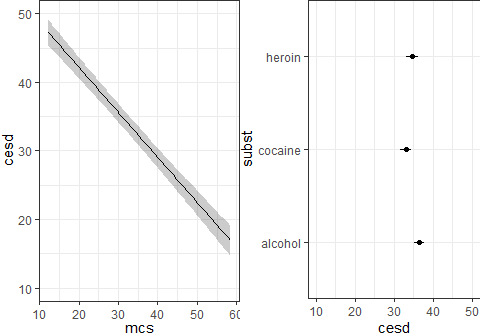 50
40
30
20
10
cesd
10 20 30 40 50 60
mcs
heroin
cocaine
alcohol
subst
10 20 30 40 50
cesd